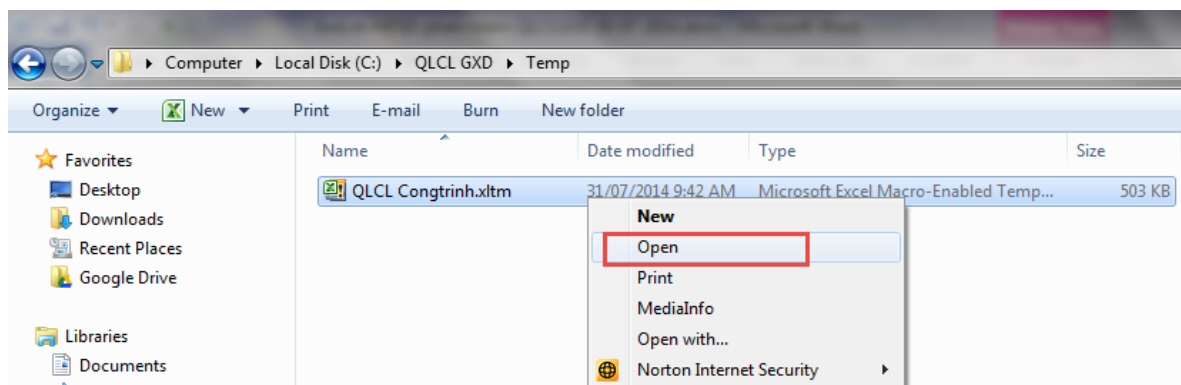 Computer Local Disk (C:) QLCL GXD Temp
Organize New Print E-mail Burn New folder
Name Date modified Type Size
Favorites
QLCL Congtrinh.xltm 31/07/2014 9:42 AM Microsoft Excel Macro-Enabled Temp... 503 KB
Desktop
Downloads
Recent Places
Google Drive
Libraries
Documents
New
Open
Print
MediaInfo
Open with...
Norton Internet Security